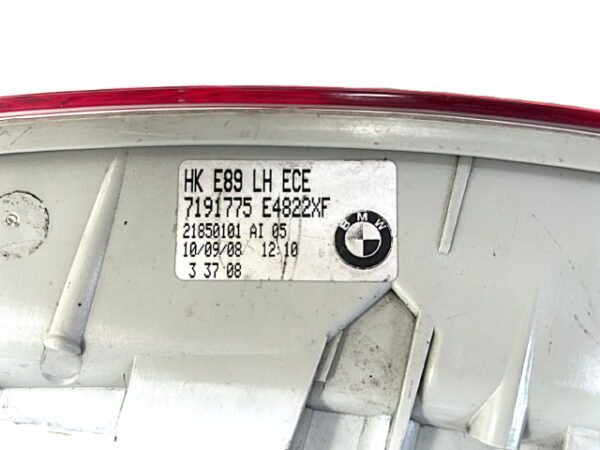 HK E89 LH ECE
7191775 E4822XF
21850101 AI 05
10/09/08 12:10
3 37 08
BMW